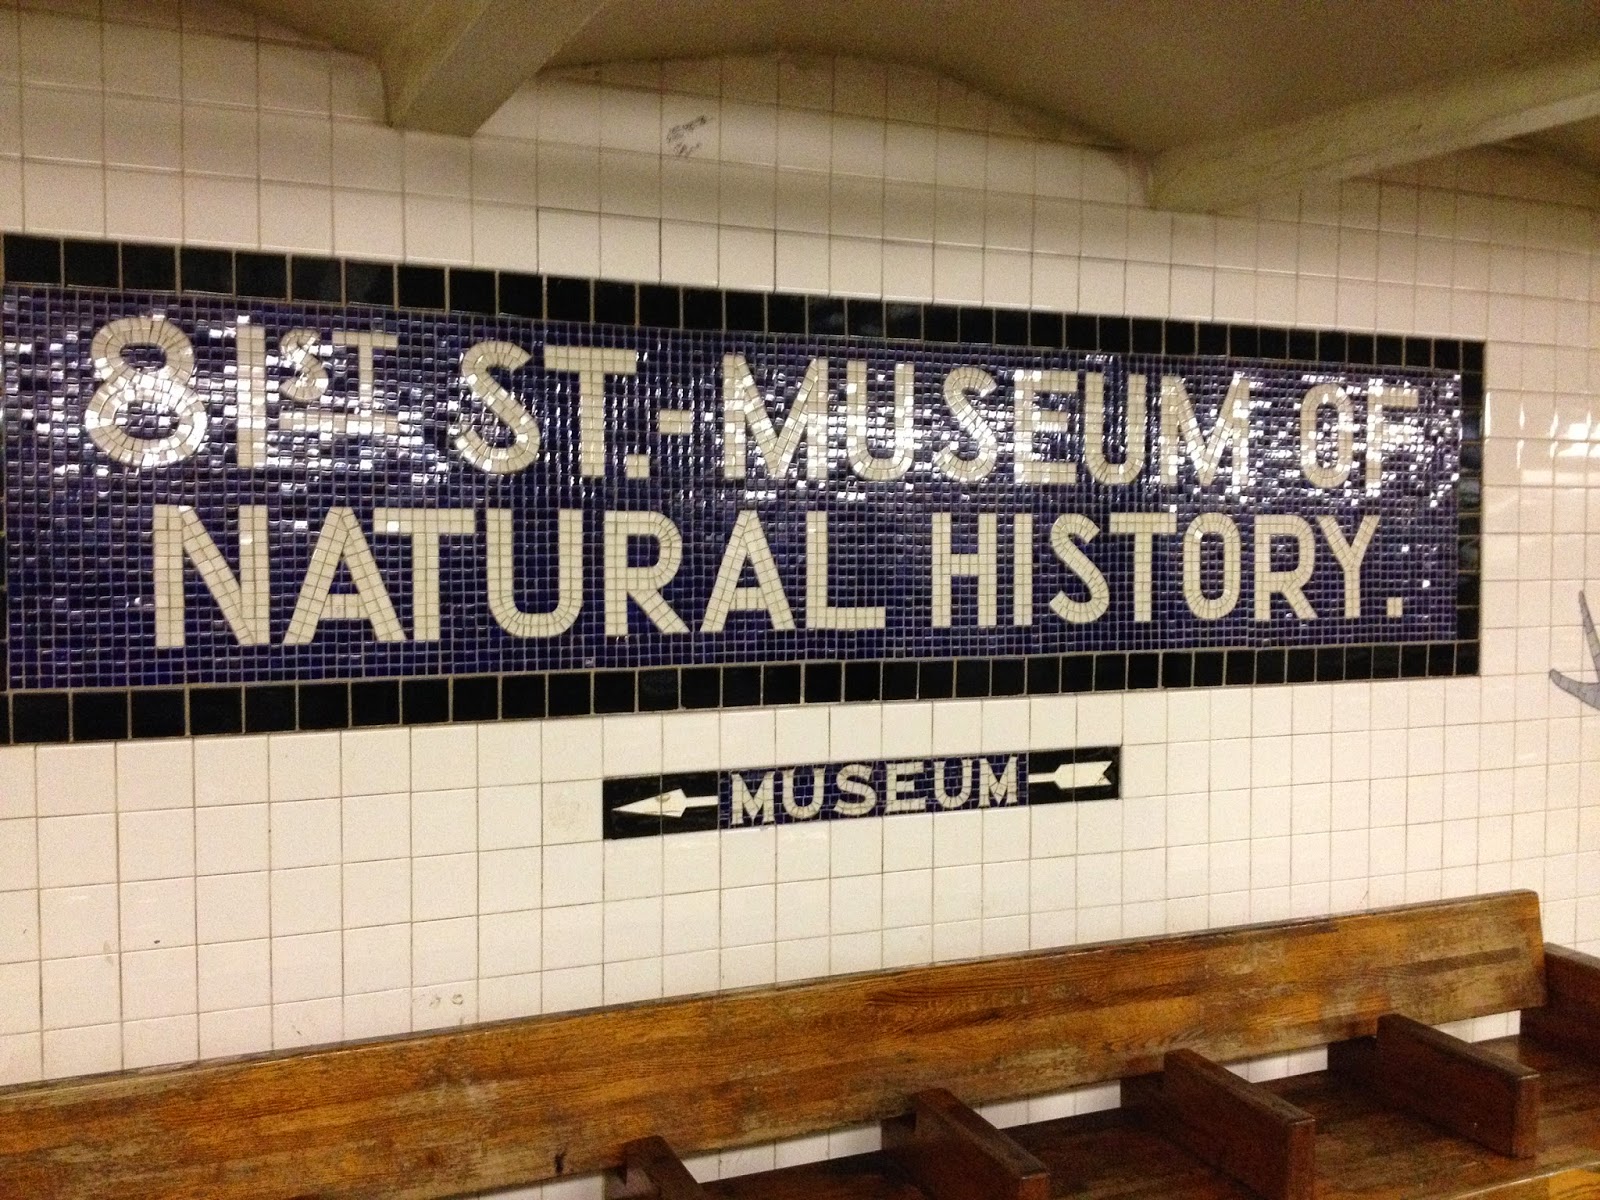 81ST ST.-MUSEUM OF
NATURAL HISTORY.
MUSEUM